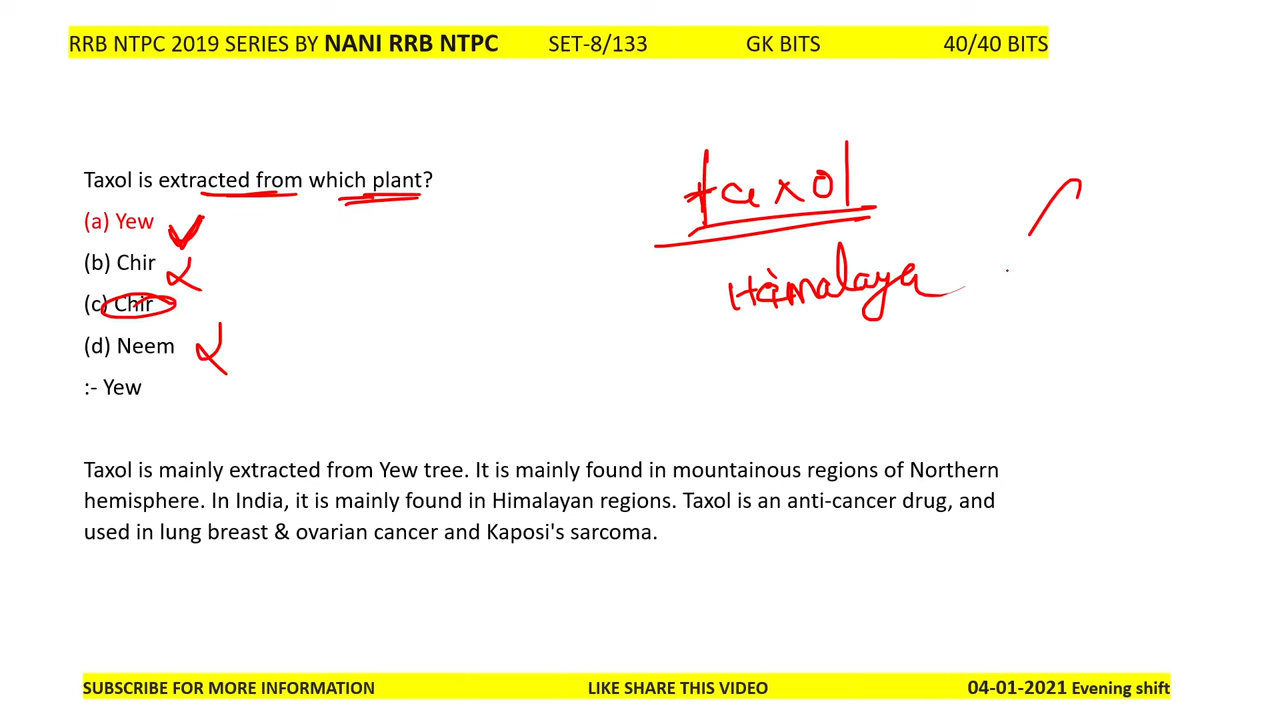 RRB NTPC 2019 SERIES BY NANI RRB NTPC SET-8/133 GK BITS 40/40 BITS
Taxol is extracted from which plant?
(a) Yew
(b) Chir
(c) Chir
(d) Neem
:- Yew
taxol
Himalaya
Taxol is mainly extracted from Yew tree. It is mainly found in mountainous regions of Northern
hemisphere. In India, it is mainly found in Himalayan regions. Taxol is an anti-cancer drug, and
used in lung breast & ovarian cancer and Kaposi's sarcoma.
SUBSCRIBE FOR MORE INFORMATION LIKE SHARE THIS VIDEO 04-01-2021 Evening shift